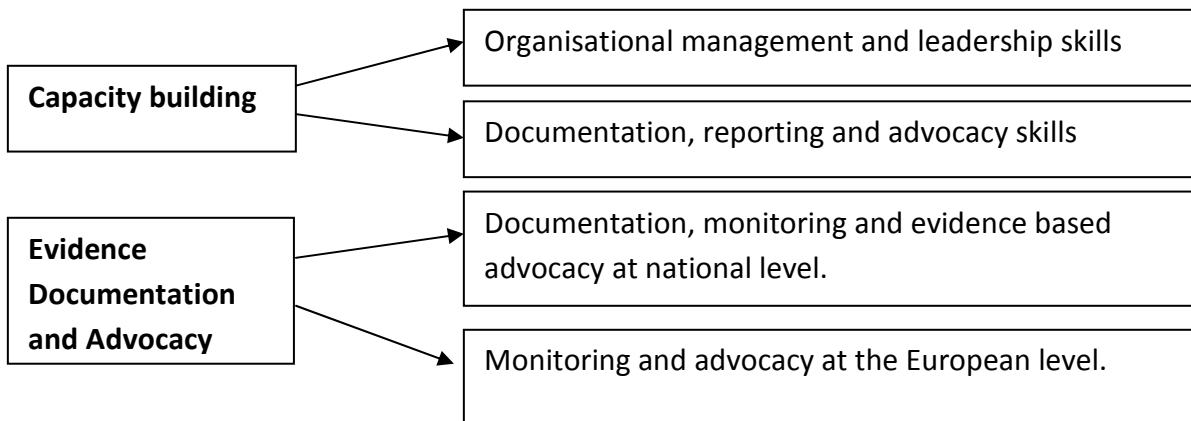 Capacity building
Organisational management and leadership skills
Documentation, reporting and advocacy skills
Evidence
Documentation
and Advocacy
Documentation, monitoring and evidence based
advocacy at national level.
Monitoring and advocacy at the European level.